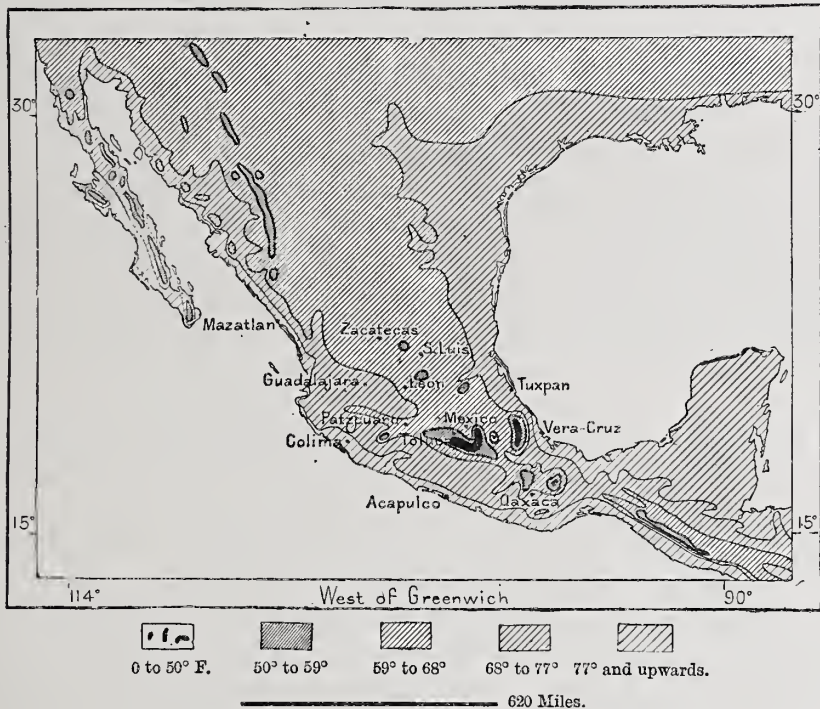 30°
30°
Mazatlan
Zacatecas
S. Luis
Guadalajara
Leon
Tuxpan
Patzcuaro
Mexico
Vera-Cruz
Colima
Toluca
Acapulco
Oaxaca
15°
15°
114°
West of Greenwich
90°
0 to 50° F.
50° to 59°
59° to 68°
68° to 77°
77° and upwards.
620 Miles.